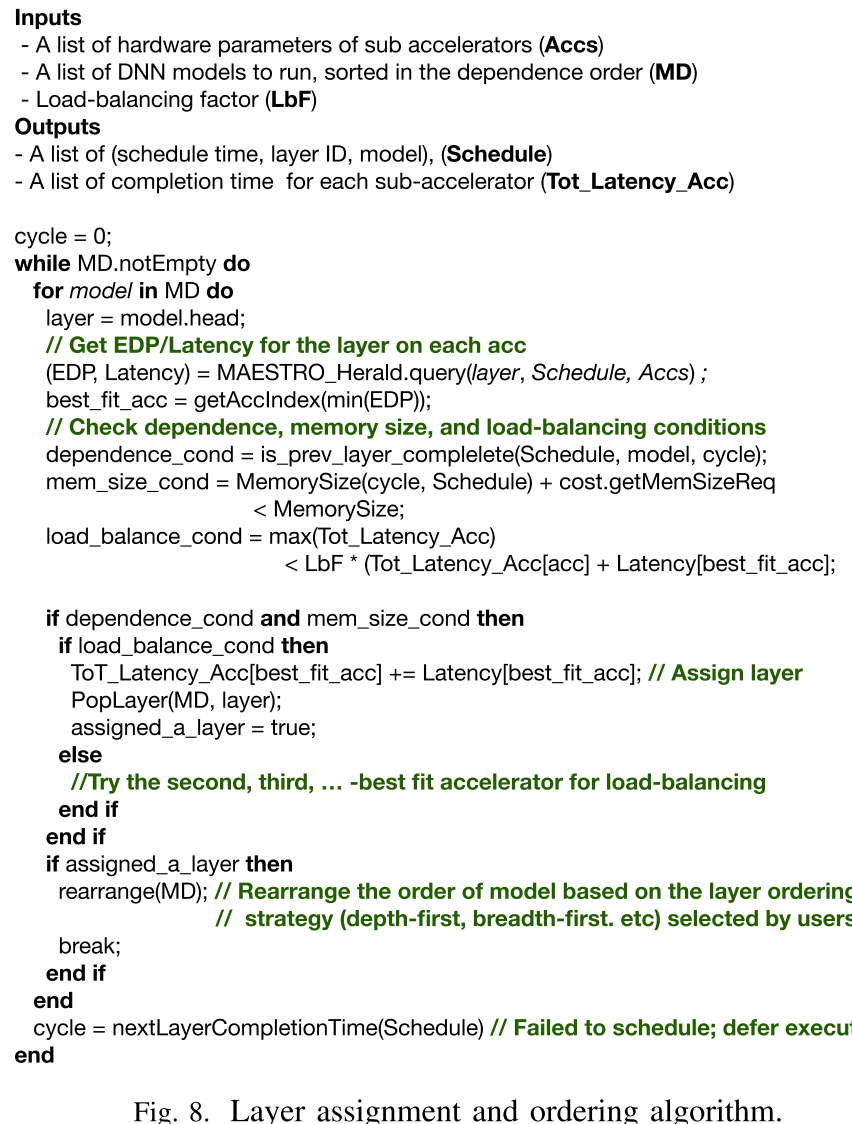 Inputs
- A list of hardware parameters of sub accelerators (Accs)
- A list of DNN models to run, sorted in the dependence order (MD)
- Load-balancing factor (LbF)
Outputs
- A list of (schedule time, layer ID, model), (Schedule)
- A list of completion time for each sub-accelerator (Tot_Latency_Acc)
cycle = 0;
while MD.notEmpty do
for model in MD do
layer = model.head;
// Get EDP/Latency for the layer on each acc
(EDP, Latency) = MAESTRO_Herald.query(layer, Schedule, Accs) ;
best_fit_acc = getAccIndex(min(EDP));
// Check dependence, memory size, and load-balancing conditions
dependence_cond = is_prev_layer_complelete(Schedule, model, cycle);
mem_size_cond = MemorySize(cycle, Schedule) + cost.getMemSizeReq
< MemorySize;
load_balance_cond = max(Tot_Latency_Acc)
< LbF * (Tot_Latency_Acc[acc] + Latency[best_fit_acc];
if dependence_cond and mem_size_cond then
if load_balance_cond then
ToT_Latency_Acc[best_fit_acc] += Latency[best_fit_acc]; // Assign layer
PopLayer(MD, layer);
assigned_a_layer = true;
else
//Try the second, third, … -best fit accelerator for load-balancing
end if
end if
if assigned_a_layer then
rearrange(MD); // Rearrange the order of model based on the layer ordering
// strategy (depth-first, breadth-first. etc) selected by users
break;
end if
end
cycle = nextLayerCompletionTime(Schedule) // Failed to schedule; defer execut
end
Fig. 8. Layer assignment and ordering algorithm.